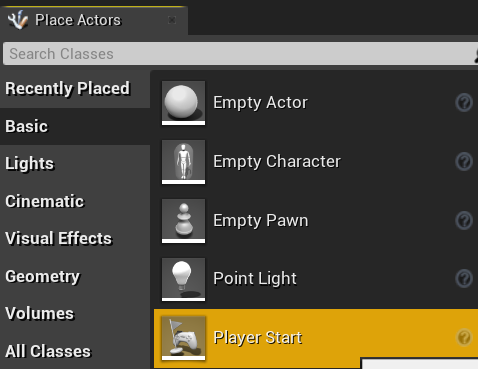 Place Actors
Search Classes
Recently Placed
Basic
Lights
Cinematic
Visual Effects
Geometry
Volumes
All Classes
Empty Actor
?
Empty Character
?
Empty Pawn
?
Point Light
?
Player Start
?